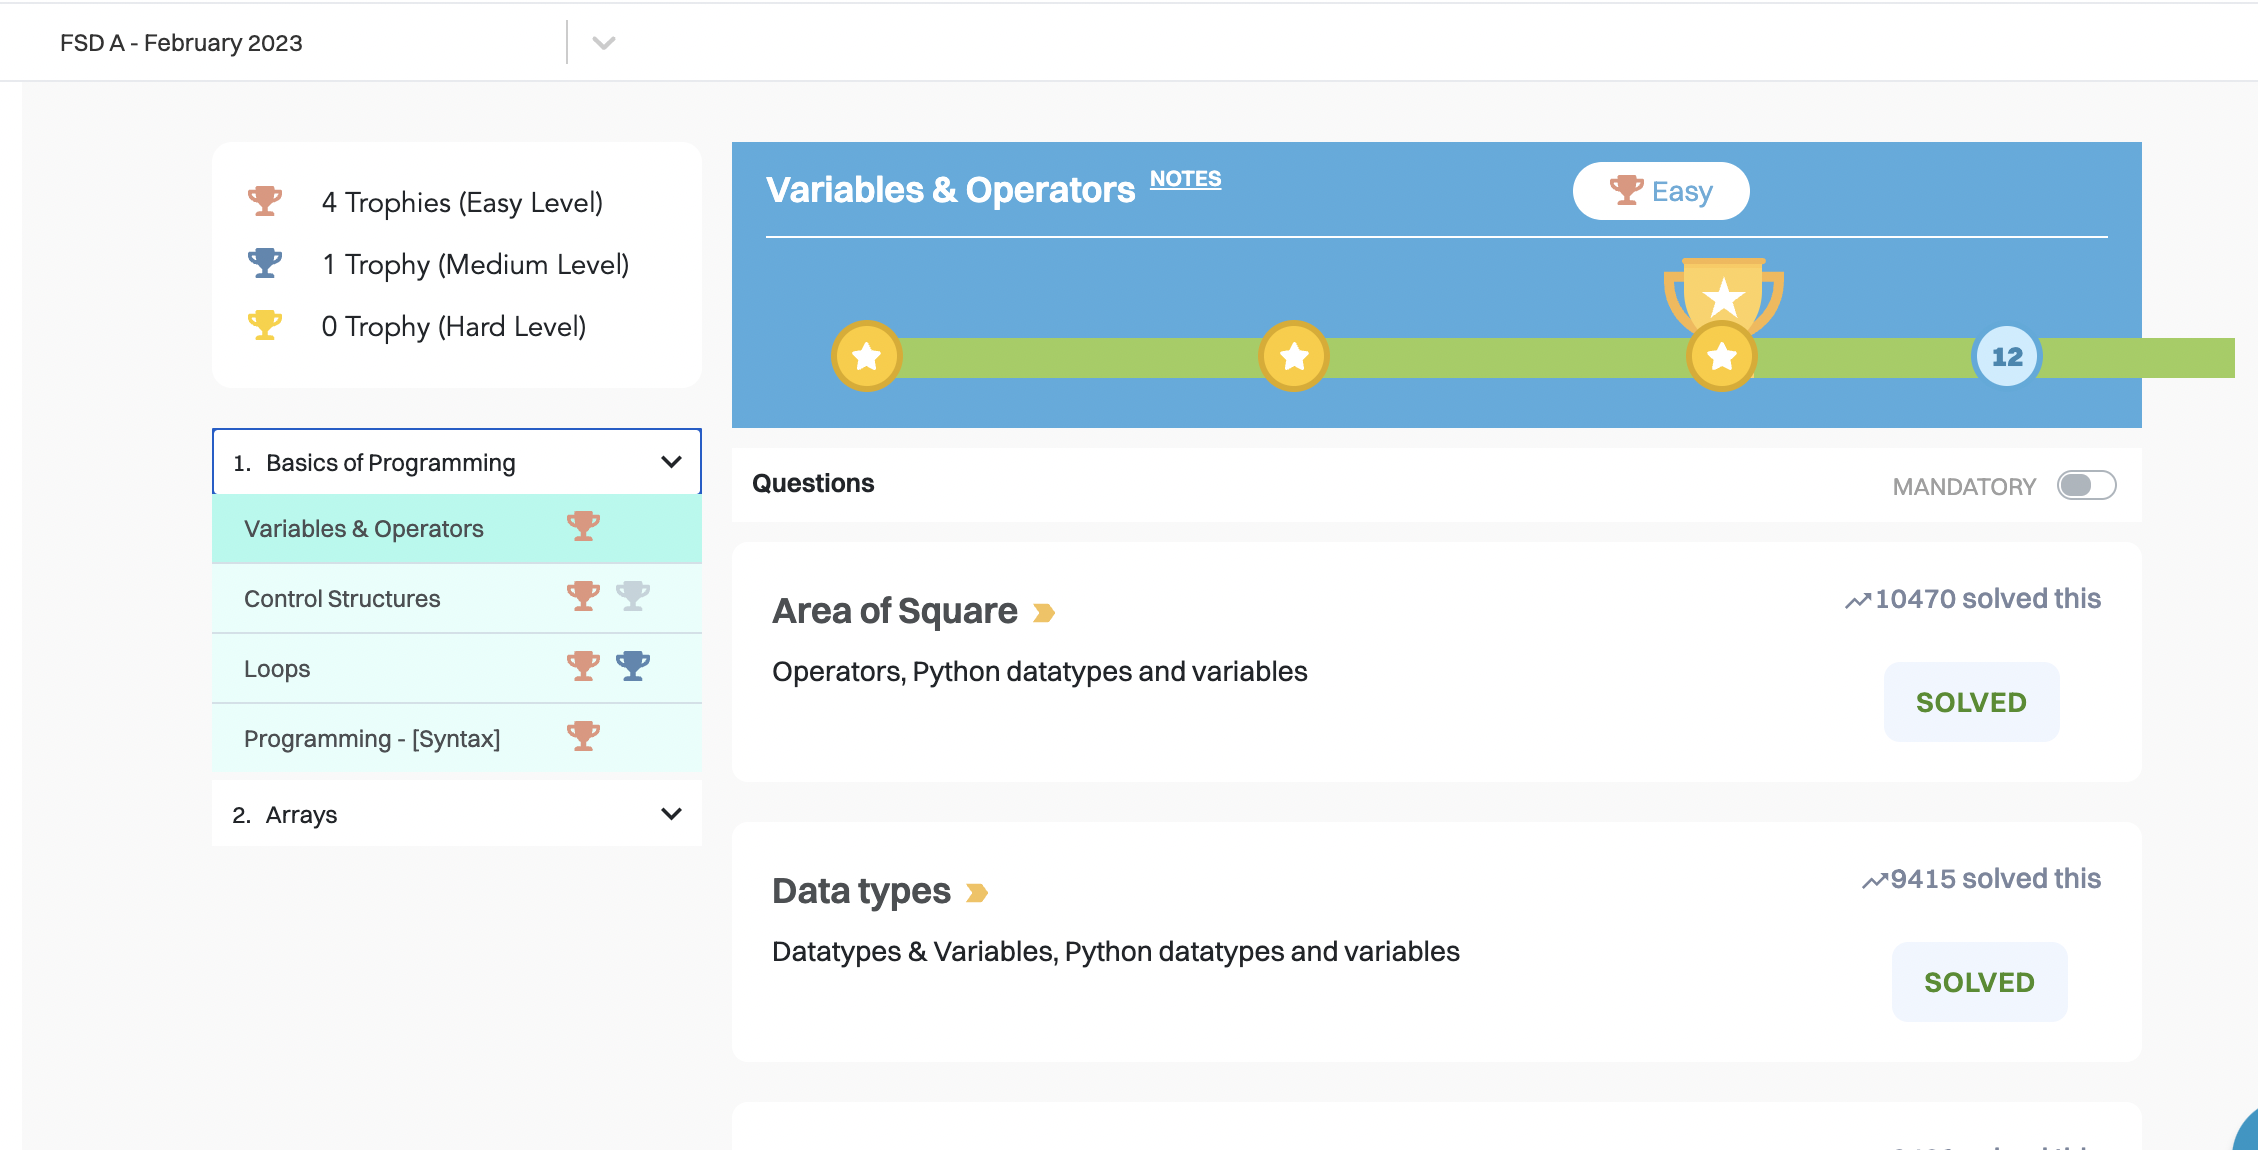 FSD A - February 2023
4 Trophies (Easy Level)
1 Trophy (Medium Level)
0 Trophy (Hard Level)
1. Basics of Programming
Variables & Operators
Control Structures
Loops
Programming - [Syntax]
2. Arrays
Variables & Operators NOTES
Easy
12
Questions
MANDATORY
Area of Square
10470 solved this
Operators, Python datatypes and variables
SOLVED
Data types
9415 solved this
Datatypes & Variables, Python datatypes and variables
SOLVED